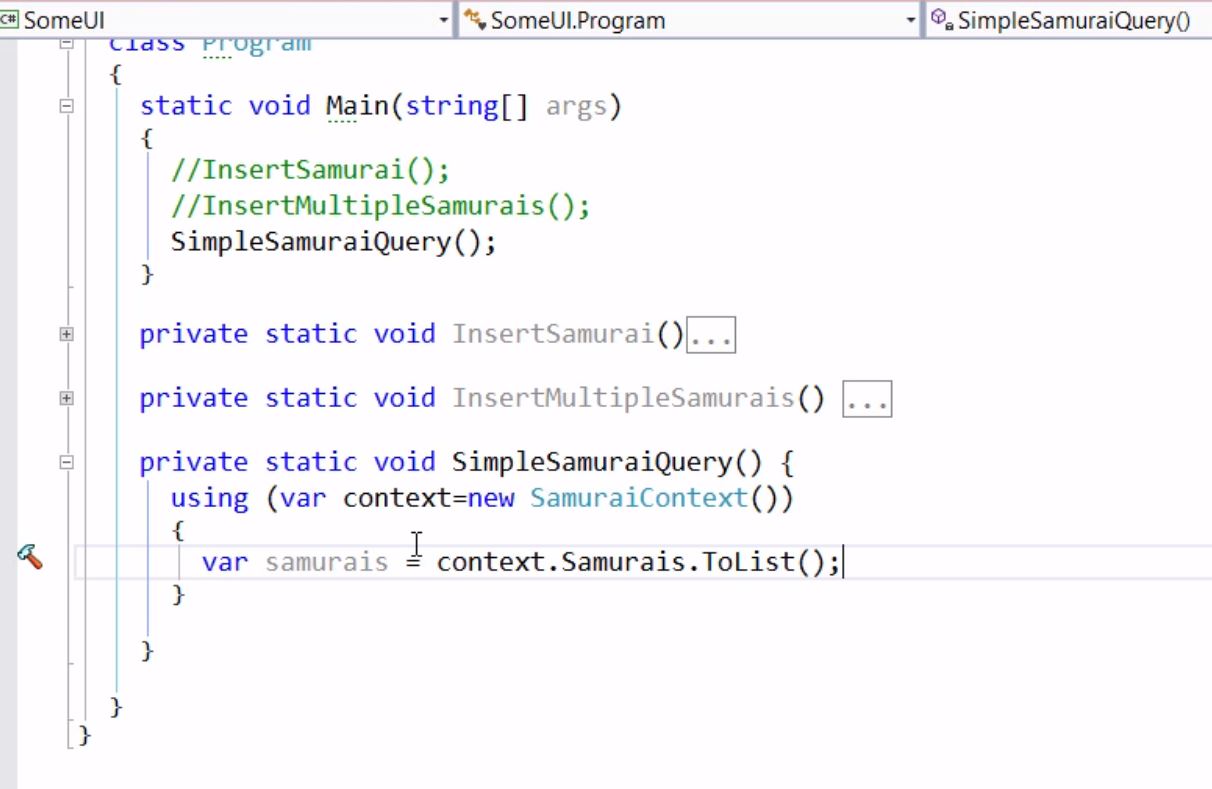 SomeUI SomeUI.Program SimpleSamuraiQuery()
class Program
{
static void Main(string[] args)
{
//InsertSamurai();
//InsertMultipleSamurais();
SimpleSamuraiQuery();
}
private static void InsertSamurai()...
private static void InsertMultipleSamurais() ...
private static void SimpleSamuraiQuery() {
using (var context=new SamuraiContext())
{
var samurais = context.Samurais.ToList();
}
}
}
}